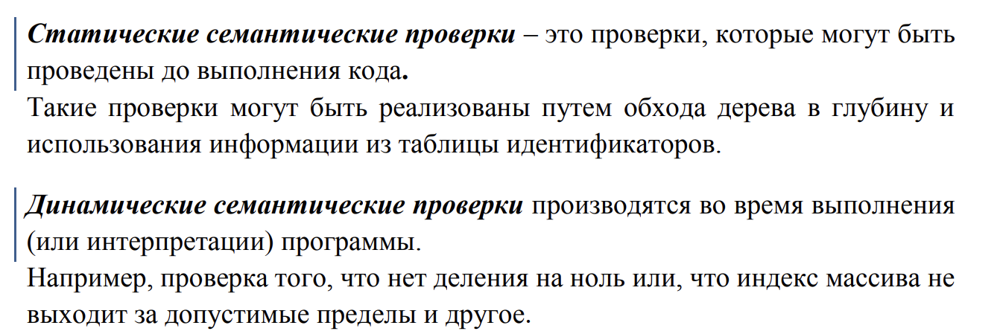 Статические семантические проверки – это проверки, которые могут быть
проведены до выполнения кода.
Такие проверки могут быть реализованы путем обхода дерева в глубину и
использования информации из таблицы идентификаторов.
Динамические семантические проверки производятся во время выполнения
(или интерпретации) программы.
Например, проверка того, что нет деления на ноль или, что индекс массива не
выходит за допустимые пределы и другое.